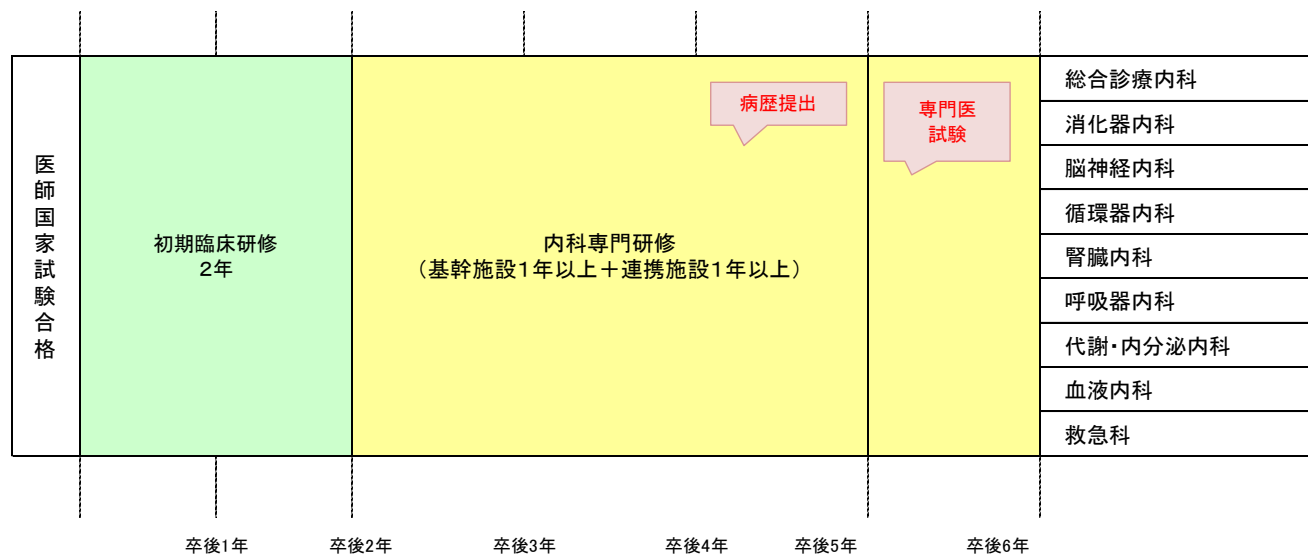 医師国家試験合格
初期臨床研修
2年
内科専門研修
（基幹施設1年以上＋連携施設1年以上）
病歴提出
専門医
試験
総合診療内科
消化器内科
脳神経内科
循環器内科
腎臓内科
呼吸器内科
代謝・内分泌内科
血液内科
救急科
卒後1年
卒後2年
卒後3年
卒後4年
卒後5年
卒後6年